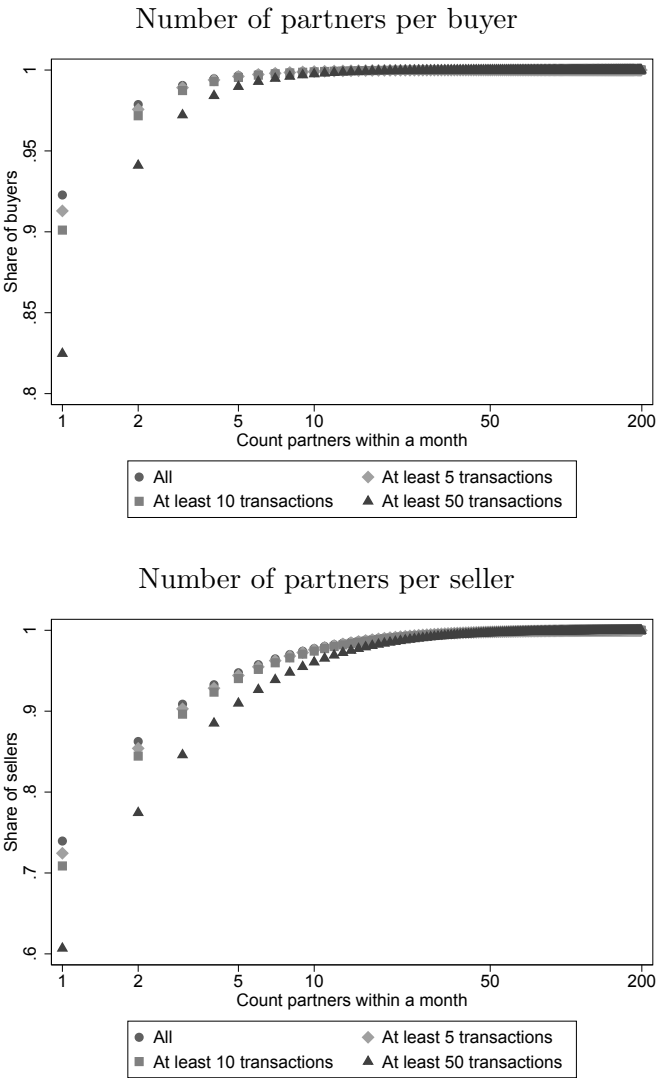 Number of partners per buyer
1
.95
.9
.85
.8
Share of buyers
1 2 5 10 50 200
Count partners within a month
All At least 5 transactions
At least 10 transactions At least 50 transactions
Number of partners per seller
1
.9
.8
.7
.6
Share of sellers
1 2 5 10 50 200
Count partners within a month
All At least 5 transactions
At least 10 transactions At least 50 transactions